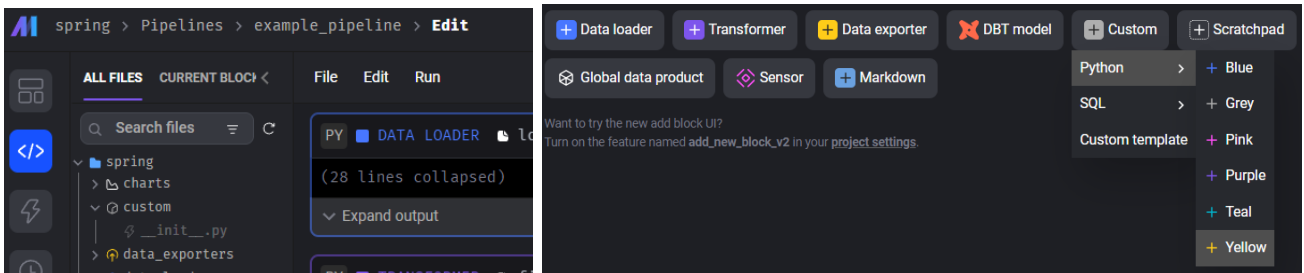 spring > Pipelines > example_pipeline > Edit
ALL FILES CURRENT BLOCK
File Edit Run
Search files
PY DATA LOADER
(28 lines collapsed)
Expand output
spring
charts
custom
__init__.py
data_exporters
Data loader Transformer Data exporter DBT model Custom Scratchpad
Global data product Sensor Markdown
Python
SQL
Custom template
Blue
Grey
Pink
Purple
Teal
Yellow
Want to try the new add block UI?
Turn on the feature named add_new_block_v2 in your project settings.